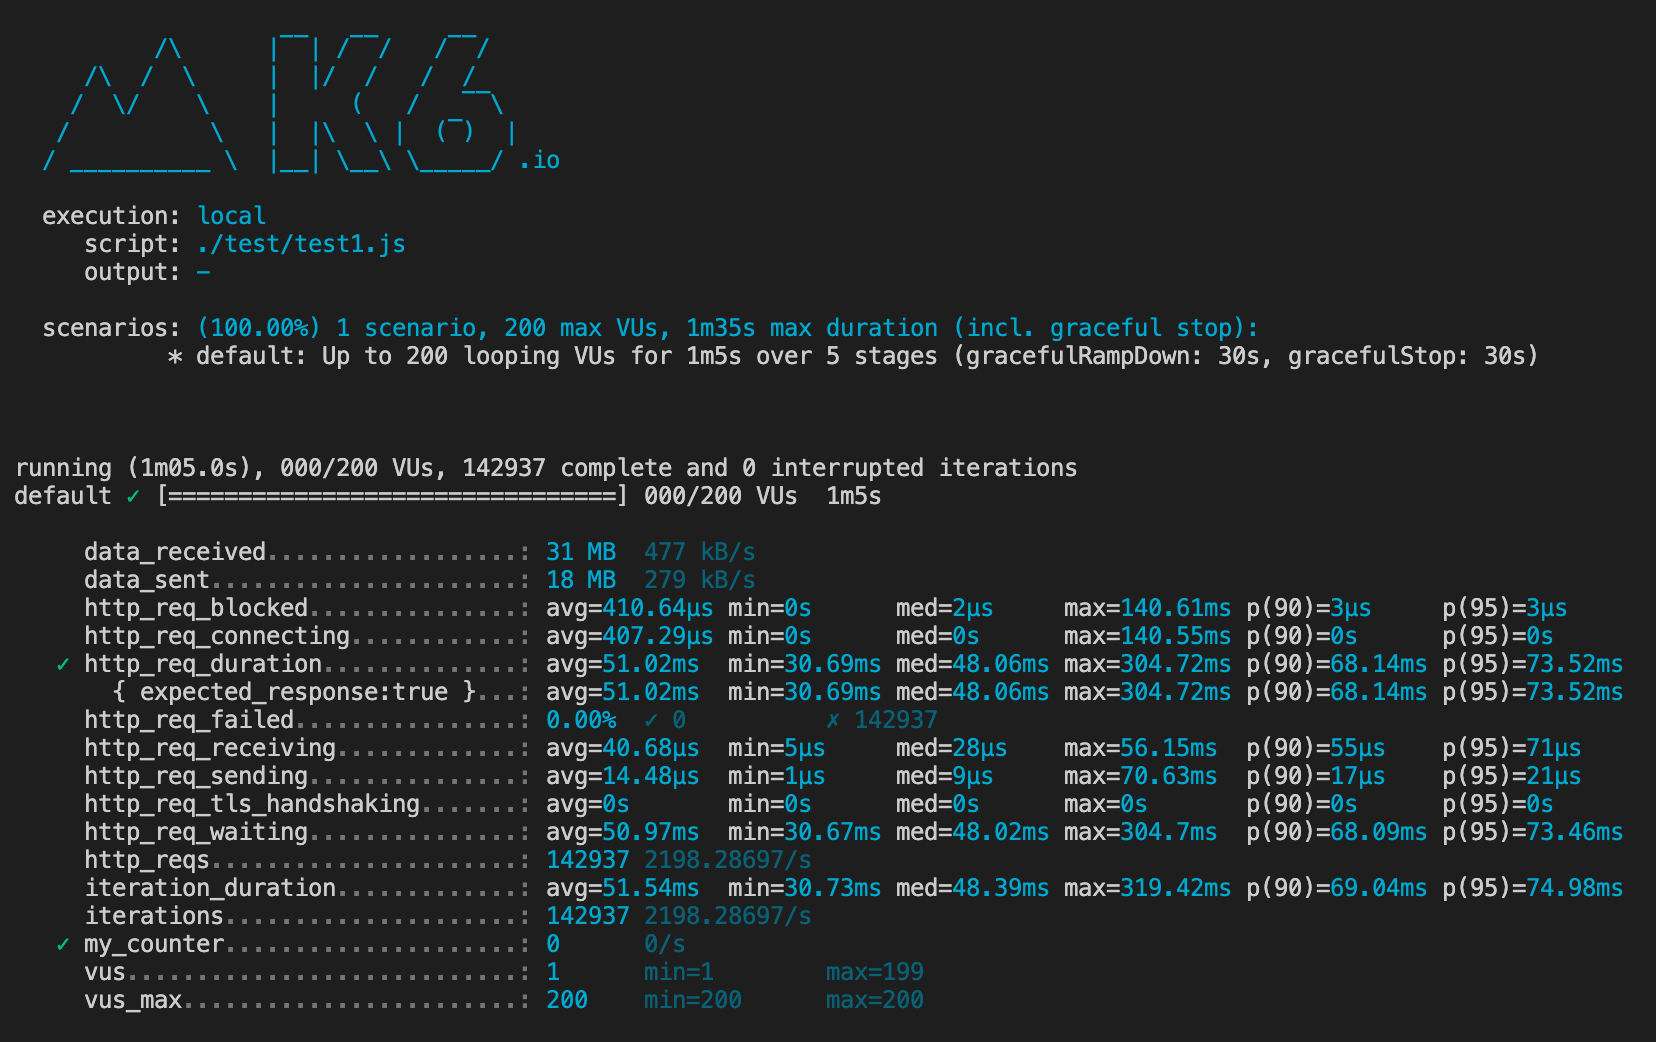 /\      |‾‾| /‾‾/   /‾‾/
     /\  /  \     |  |/  /   /  /
    /  \/    \    |     (   /   ‾‾\
   /          \   |  |\  \ |  (‾)  |
  / __________ \  |__| \__\ \_____/ .io

  execution: local
     script: ./test/test1.js
     output: -

  scenarios: (100.00%) 1 scenario, 200 max VUs, 1m35s max duration (incl. graceful stop):
           * default: Up to 200 looping VUs for 1m5s over 5 stages (gracefulRampDown: 30s, gracefulStop: 30s)

running (1m05.0s), 000/200 VUs, 142937 complete and 0 interrupted iterations
default ✓ [================================] 000/200 VUs  1m5s

     data_received..................: 31 MB  477 kB/s
     data_sent......................: 18 MB  279 kB/s
     http_req_blocked...............: avg=410.64µs min=0s      med=2µs     max=140.61ms p(90)=3µs     p(95)=3µs
     http_req_connecting............: avg=407.29µs min=0s      med=0s      max=140.55ms p(90)=0s      p(95)=0s
   ✓ http_req_duration..............: avg=51.02ms  min=30.69ms med=48.06ms max=304.72ms p(90)=68.14ms p(95)=73.52ms
       { expected_response:true }...: avg=51.02ms  min=30.69ms med=48.06ms max=304.72ms p(90)=68.14ms p(95)=73.52ms
     http_req_failed................: 0.00%  ✓ 0          ✗ 142937
     http_req_receiving.............: avg=40.68µs  min=5µs     med=28µs    max=56.15ms  p(90)=55µs    p(95)=71µs
     http_req_sending...............: avg=14.48µs  min=1µs     med=9µs     max=70.63ms  p(90)=17µs    p(95)=21µs
     http_req_tls_handshaking.......: avg=0s       min=0s      med=0s      max=0s       p(90)=0s      p(95)=0s
     http_req_waiting...............: avg=50.97ms  min=30.67ms med=48.02ms max=304.7ms  p(90)=68.09ms p(95)=73.46ms
     http_reqs......................: 142937 2198.28697/s
     iteration_duration.............: avg=51.54ms  min=30.73ms med=48.39ms max=319.42ms p(90)=69.04ms p(95)=74.98ms
     iterations.....................: 142937 2198.28697/s
   ✓ my_counter.....................: 0      0/s
     vus............................: 1      min=1        max=199
     vus_max........................: 200    min=200      max=200